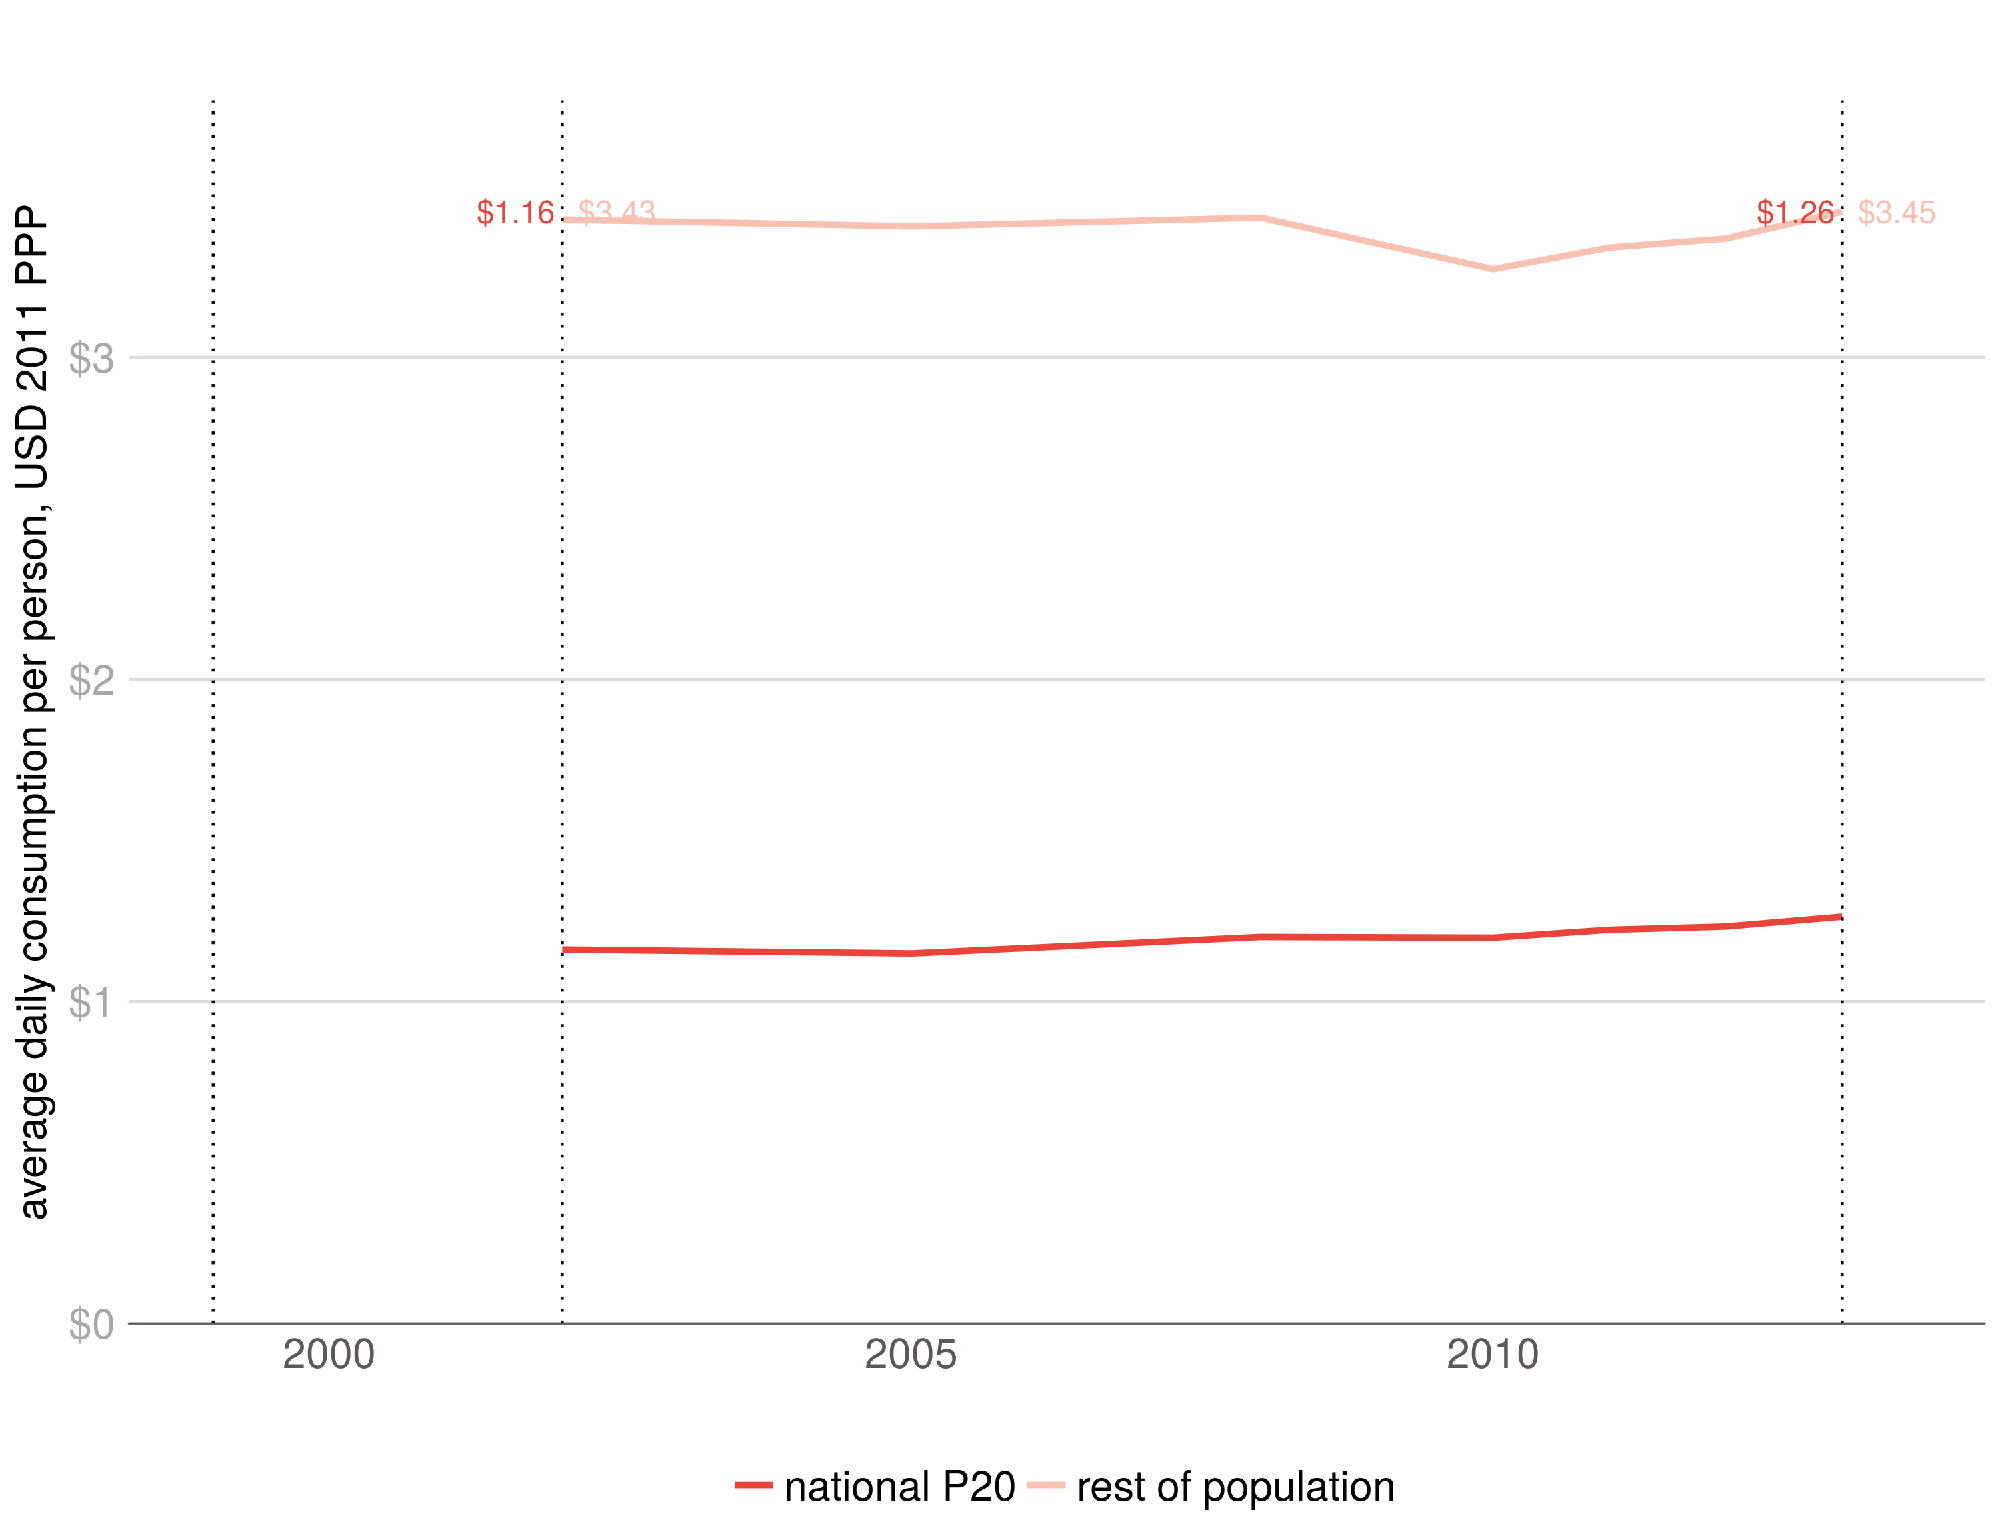 average daily consumption per person, USD 2011 PPP
$1.16 $3.43
$1.26 $3.45
$3
$2
$1
$0
2000 2005 2010
national P20 rest of population